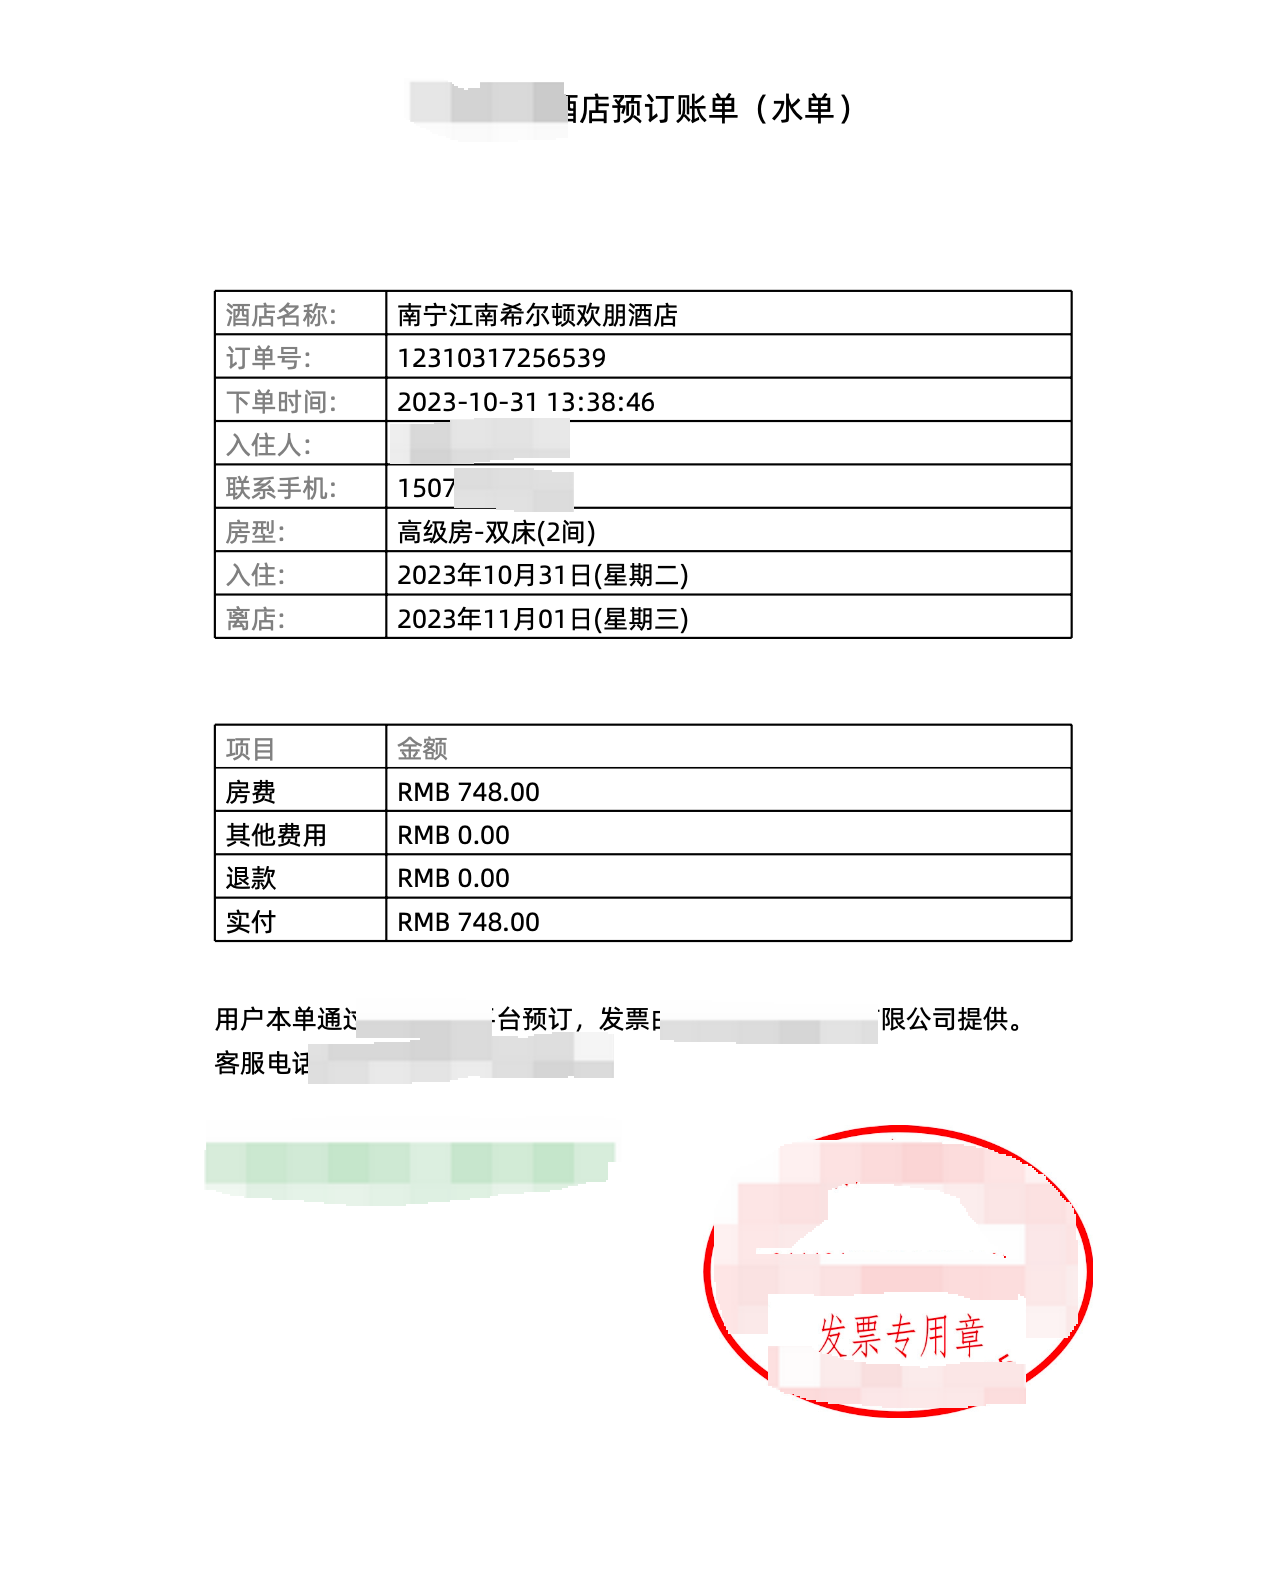 酒店预订账单（水单）
酒店名称: 南宁江南希尔顿欢朋酒店
订单号: 12310317256539
下单时间: 2023-10-31 13:38:46
入住人:
联系手机: 1507
房型: 高级房-双床(2间)
入住: 2023年10月31日(星期二)
离店: 2023年11月01日(星期三)
项目 金额
房费 RMB 748.00
其他费用 RMB 0.00
退款 RMB 0.00
实付 RMB 748.00
用户本单通过 台预订，发票由 有限公司提供。
客服电话
发票专用章